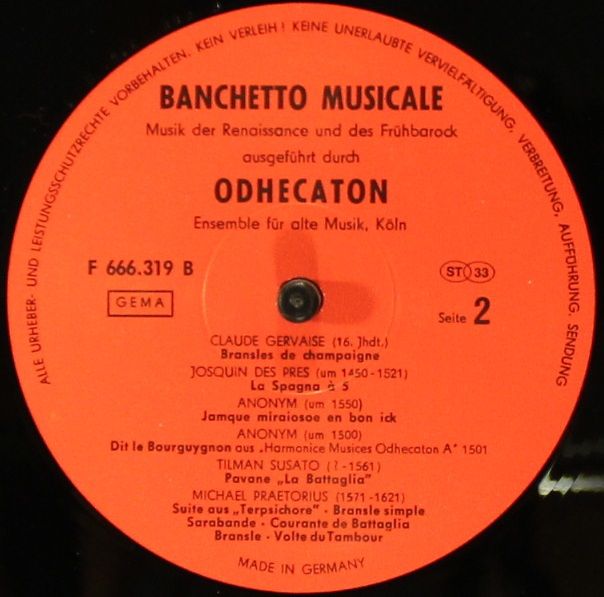 ALLE URHEBER- UND LEISTUNGSSCHUTZRECHTE VORBEHALTEN. KEIN VERLEIH! KEINE UNERLAUBTE VERVIELFÄLTIGUNG, VERBREITUNG, AUFFÜHRUNG, SENDUNG
BANCHETTO MUSICALE
Musik der Renaissance und des Frühbarock
ausgeführt durch
ODHECATON
Ensemble für alte Musik, Köln
F 666.319 B
GEMA
ST 33
Seite 2
CLAUDE GERVAISE (16. Jhdt.)
Bransles de champaigne
JOSQUIN DES PRES (um 1450-1521)
La Spagna à 5
ANONYM (um 1550)
Jamque miraiosoe en bon ick
ANONYM (um 1500)
Dit le Bourguygnon aus „Harmonice Musices Odhecaton A" 1501
TILMAN SUSATO (?-1561)
Pavane „La Battaglia"
MICHAEL PRAETORIUS (1571-1621)
Suite aus „Terpsichore" - Bransle simple
Sarabande - Courante de Battaglia
Bransle - Volte du Tambour
MADE IN GERMANY